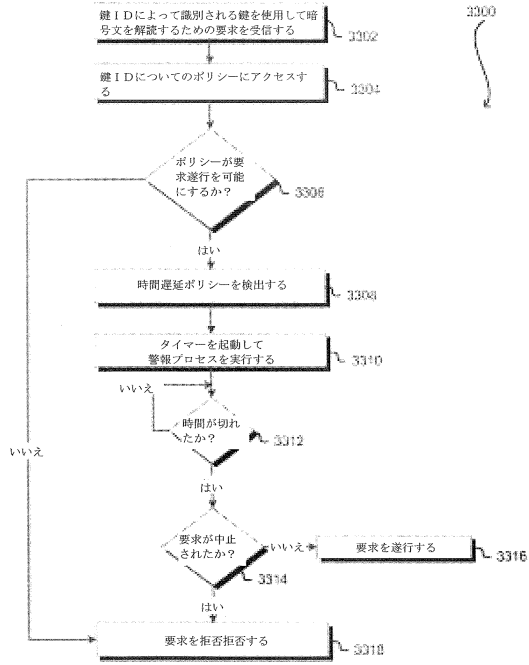 3300
鍵IDによって識別される鍵を使用して暗
号文を解読するための要求を受信する
3302
鍵IDについてのポリシーにアクセスす
る
3304
ポリシーが要
求遂行を可能
にするか？
3306
はい
時間遅延ポリシーを検出する
3308
タイマーを起動して
警報プロセスを実行する
3310
いいえ
時間が切れ
たか？
3312
いいえ
はい
要求が中止
されたか？
いいえ
要求を遂行する
3316
3314
はい
要求を拒否拒否する
3318